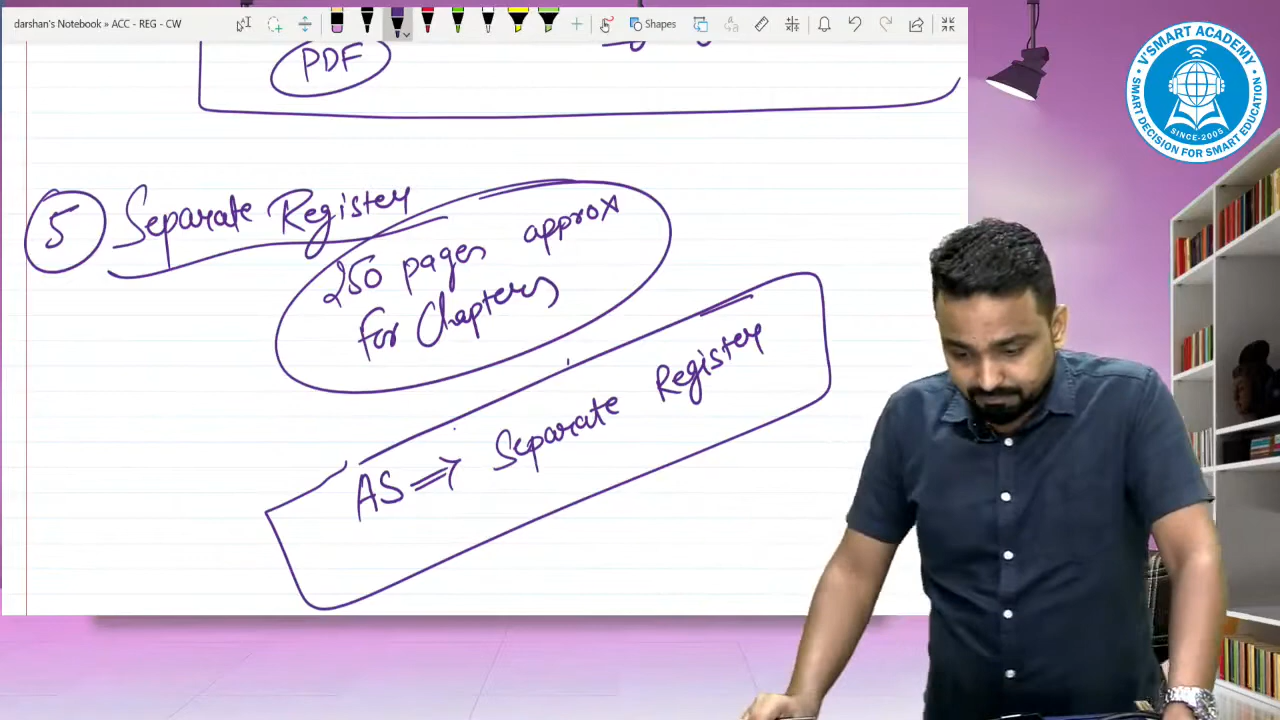 darshan's Notebook » ACC - REG - CW
Shapes
PDF
5 Separate Register
250 pages approx
for Chapters
AS ⇒ Separate Register
V'SMART ACADEMY
SINCE-2005
SMART DECISION FOR SMART EDUCATION